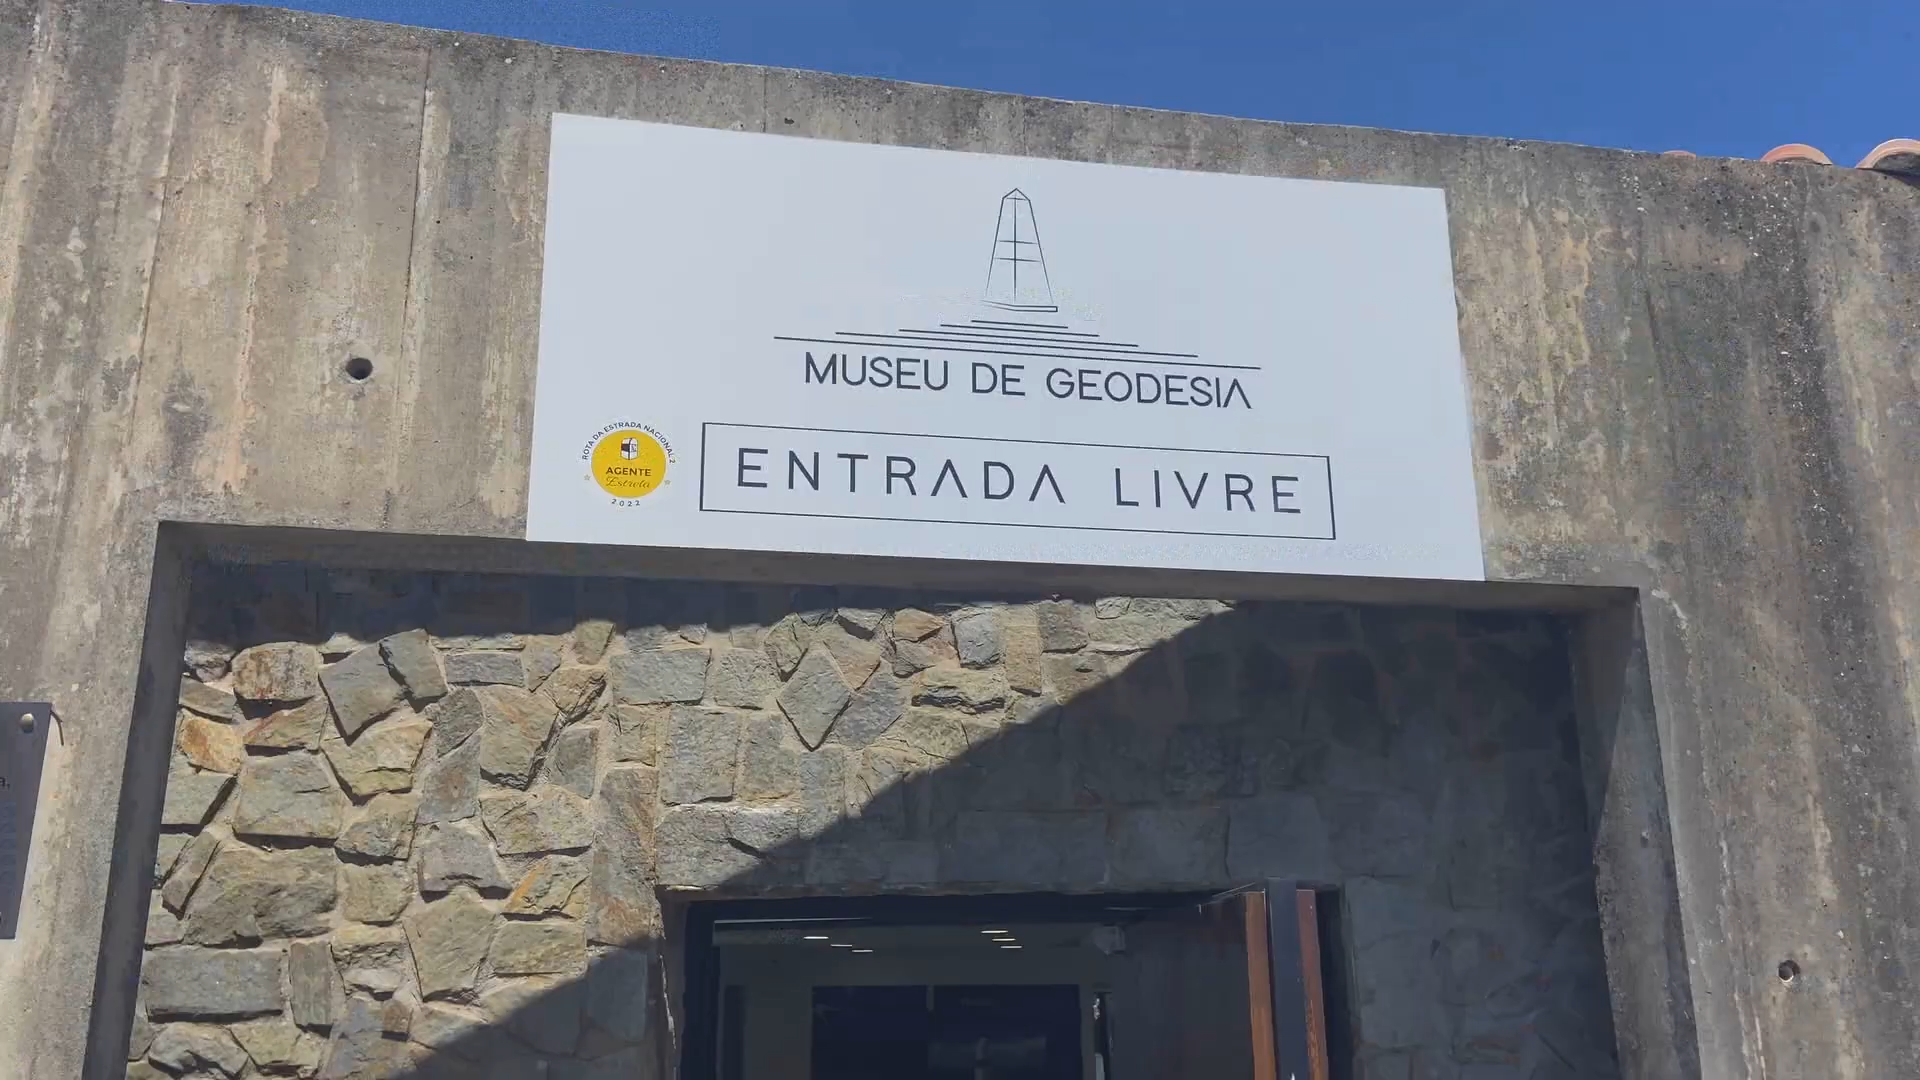 MUSEU DE GEODESIA
ROTA DA ESTRADA NACIONAL 2
AGENTE
Estrela
2022
ENTRADA LIVRE